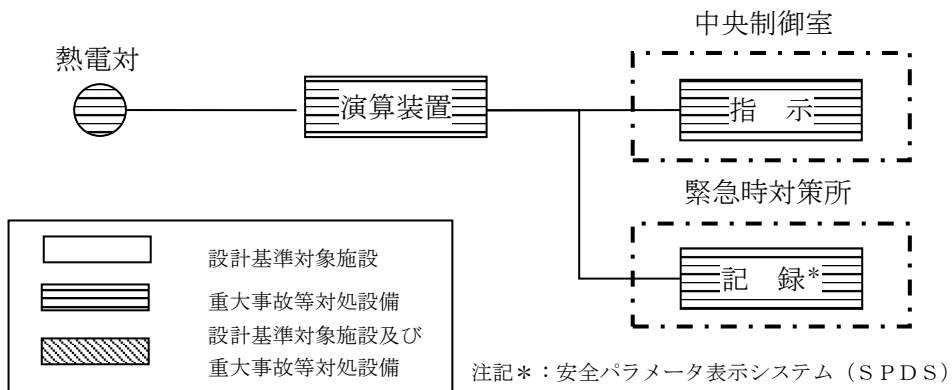 中央制御室
熱電対
演算装置
指　示
緊急時対策所
記　録*
設計基準対象施設
重大事故等対処設備
設計基準対象施設及び
重大事故等対処設備
注記＊：安全パラメータ表示システム（ＳＰＤＳ）